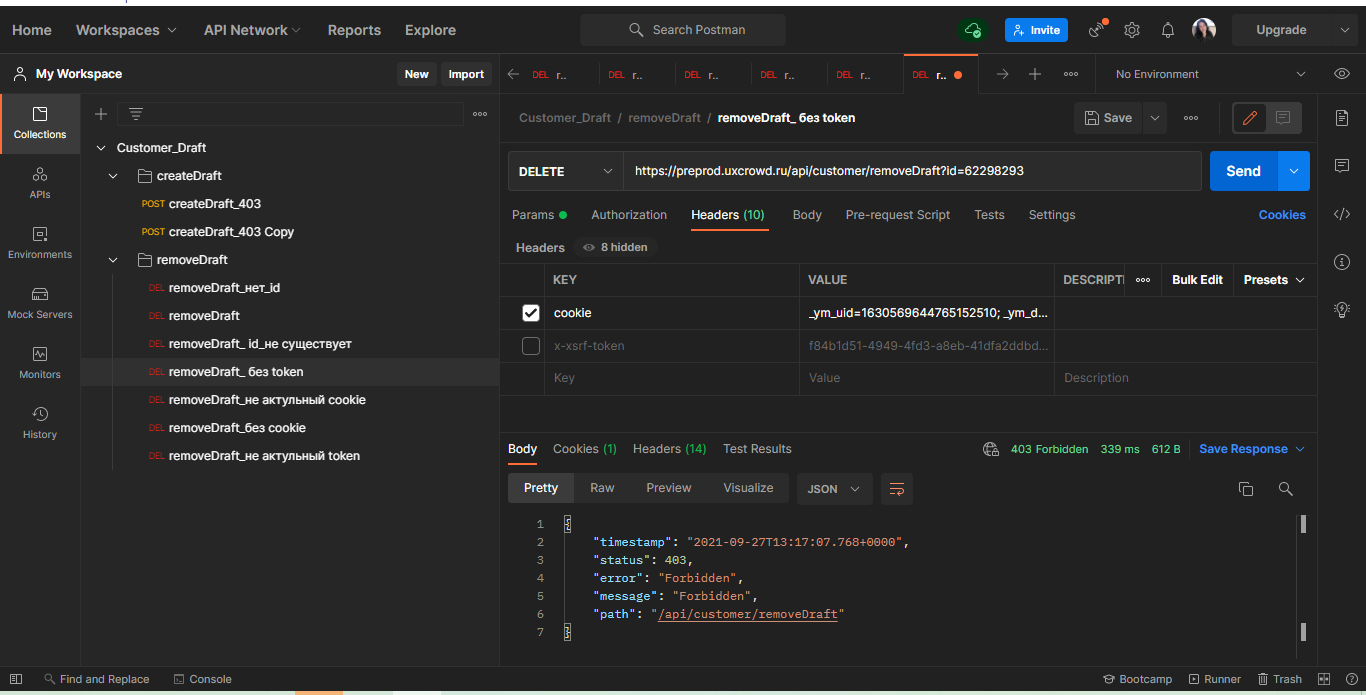 Home Workspaces API Network Reports Explore Search Postman Invite Upgrade
My Workspace New Import DEL r.. DEL r.. DEL r.. DEL r.. DEL r.. DEL r.. No Environment
Collections
APIs
Environments
Mock Servers
Monitors
History
Customer_Draft
createDraft
POST createDraft_403
POST createDraft_403 Copy
removeDraft
DEL removeDraft_нет_id
DEL removeDraft
DEL removeDraft_ id_не существует
DEL removeDraft_ без token
DEL removeDraft_не актульный cookie
DEL removeDraft_без cookie
DEL removeDraft_не актульный token
Customer_Draft / removeDraft / removeDraft_ без token Save
DELETE https://preprod.uxcrowd.ru/api/customer/removeDraft?id=62298293 Send
Params Authorization Headers (10) Body Pre-request Script Tests Settings Cookies
Headers 8 hidden
KEY VALUE DESCRIPTI Bulk Edit Presets
cookie _ym_uid=1630569644765152510; _ym_d...
x-xsrf-token f84b1d51-4949-4fd3-a8eb-41dfa2ddbd...
Key Value Description
Body Cookies (1) Headers (14) Test Results 403 Forbidden 339 ms 612 B Save Response
Pretty Raw Preview Visualize JSON
1 {
2 "timestamp": "2021-09-27T13:17:07.768+0000",
3 "status": 403,
4 "error": "Forbidden",
5 "message": "Forbidden",
6 "path": "/api/customer/removeDraft"
7 }
Find and Replace Console Bootcamp Runner Trash